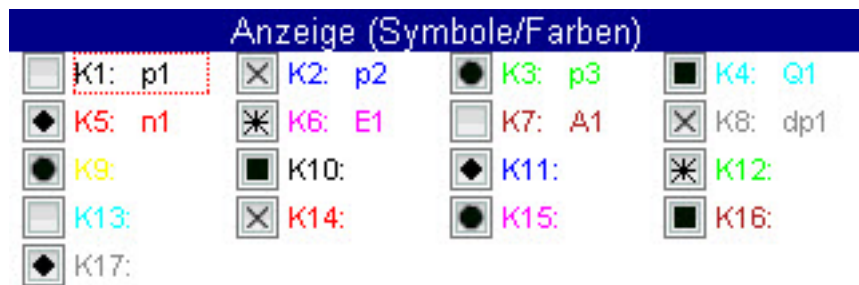 Anzeige (Symbole/Farben)
K1: p1 K2: p2 K3: p3 K4: Q1
K5: n1 K6: E1 K7: A1 K8: dp1
K9: K10: K11: K12:
K13: K14: K15: K16:
K17: